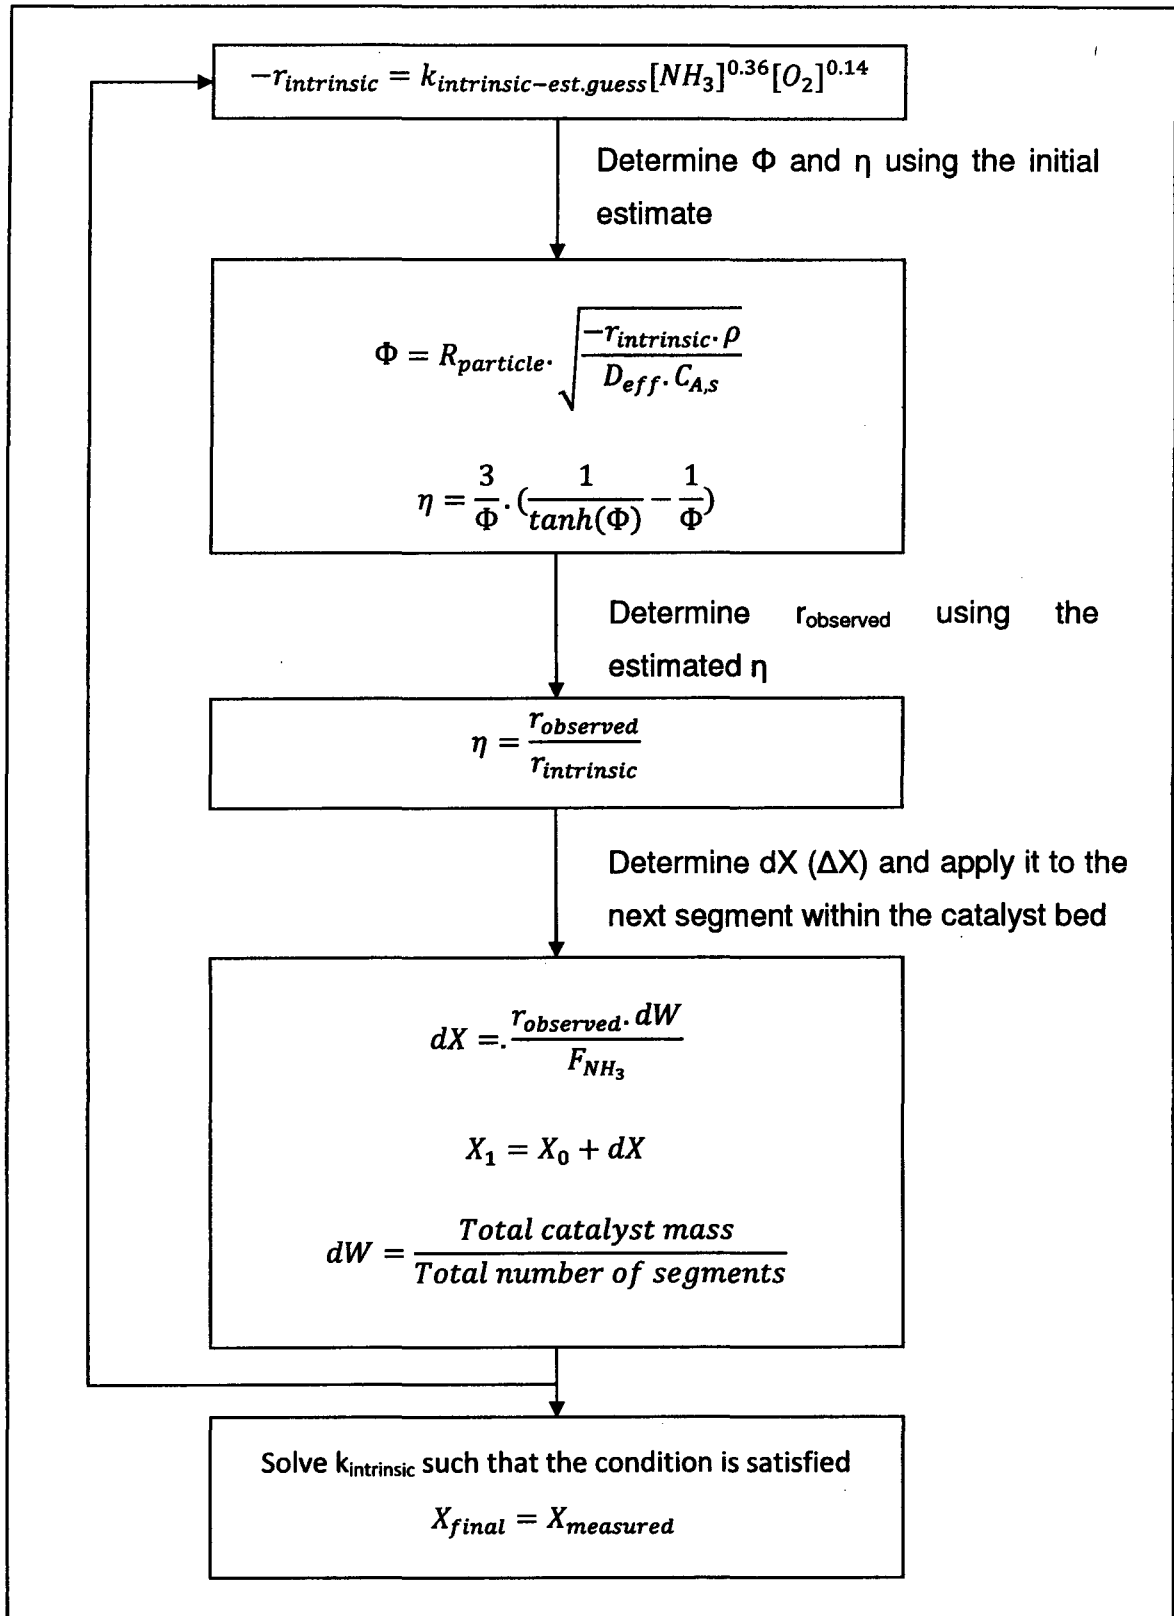 −r_intrinsic = k_intrinsic−est.guess[NH₃]^0.36[O₂]^0.14
Determine Φ and η using the initial
estimate
Φ = R_particle. √(−r_intrinsic. ρ / D_eff. C_A,s)
η = 3/Φ . (1/tanh(Φ) − 1/Φ)
Determine r_observed using the
estimated η
η = r_observed / r_intrinsic
Determine dX (ΔX) and apply it to the
next segment within the catalyst bed
dX =. r_observed. dW / F_NH₃
X₁ = X₀ + dX
dW = Total catalyst mass / Total number of segments
Solve k_intrinsic such that the condition is satisfied
X_final = X_measured